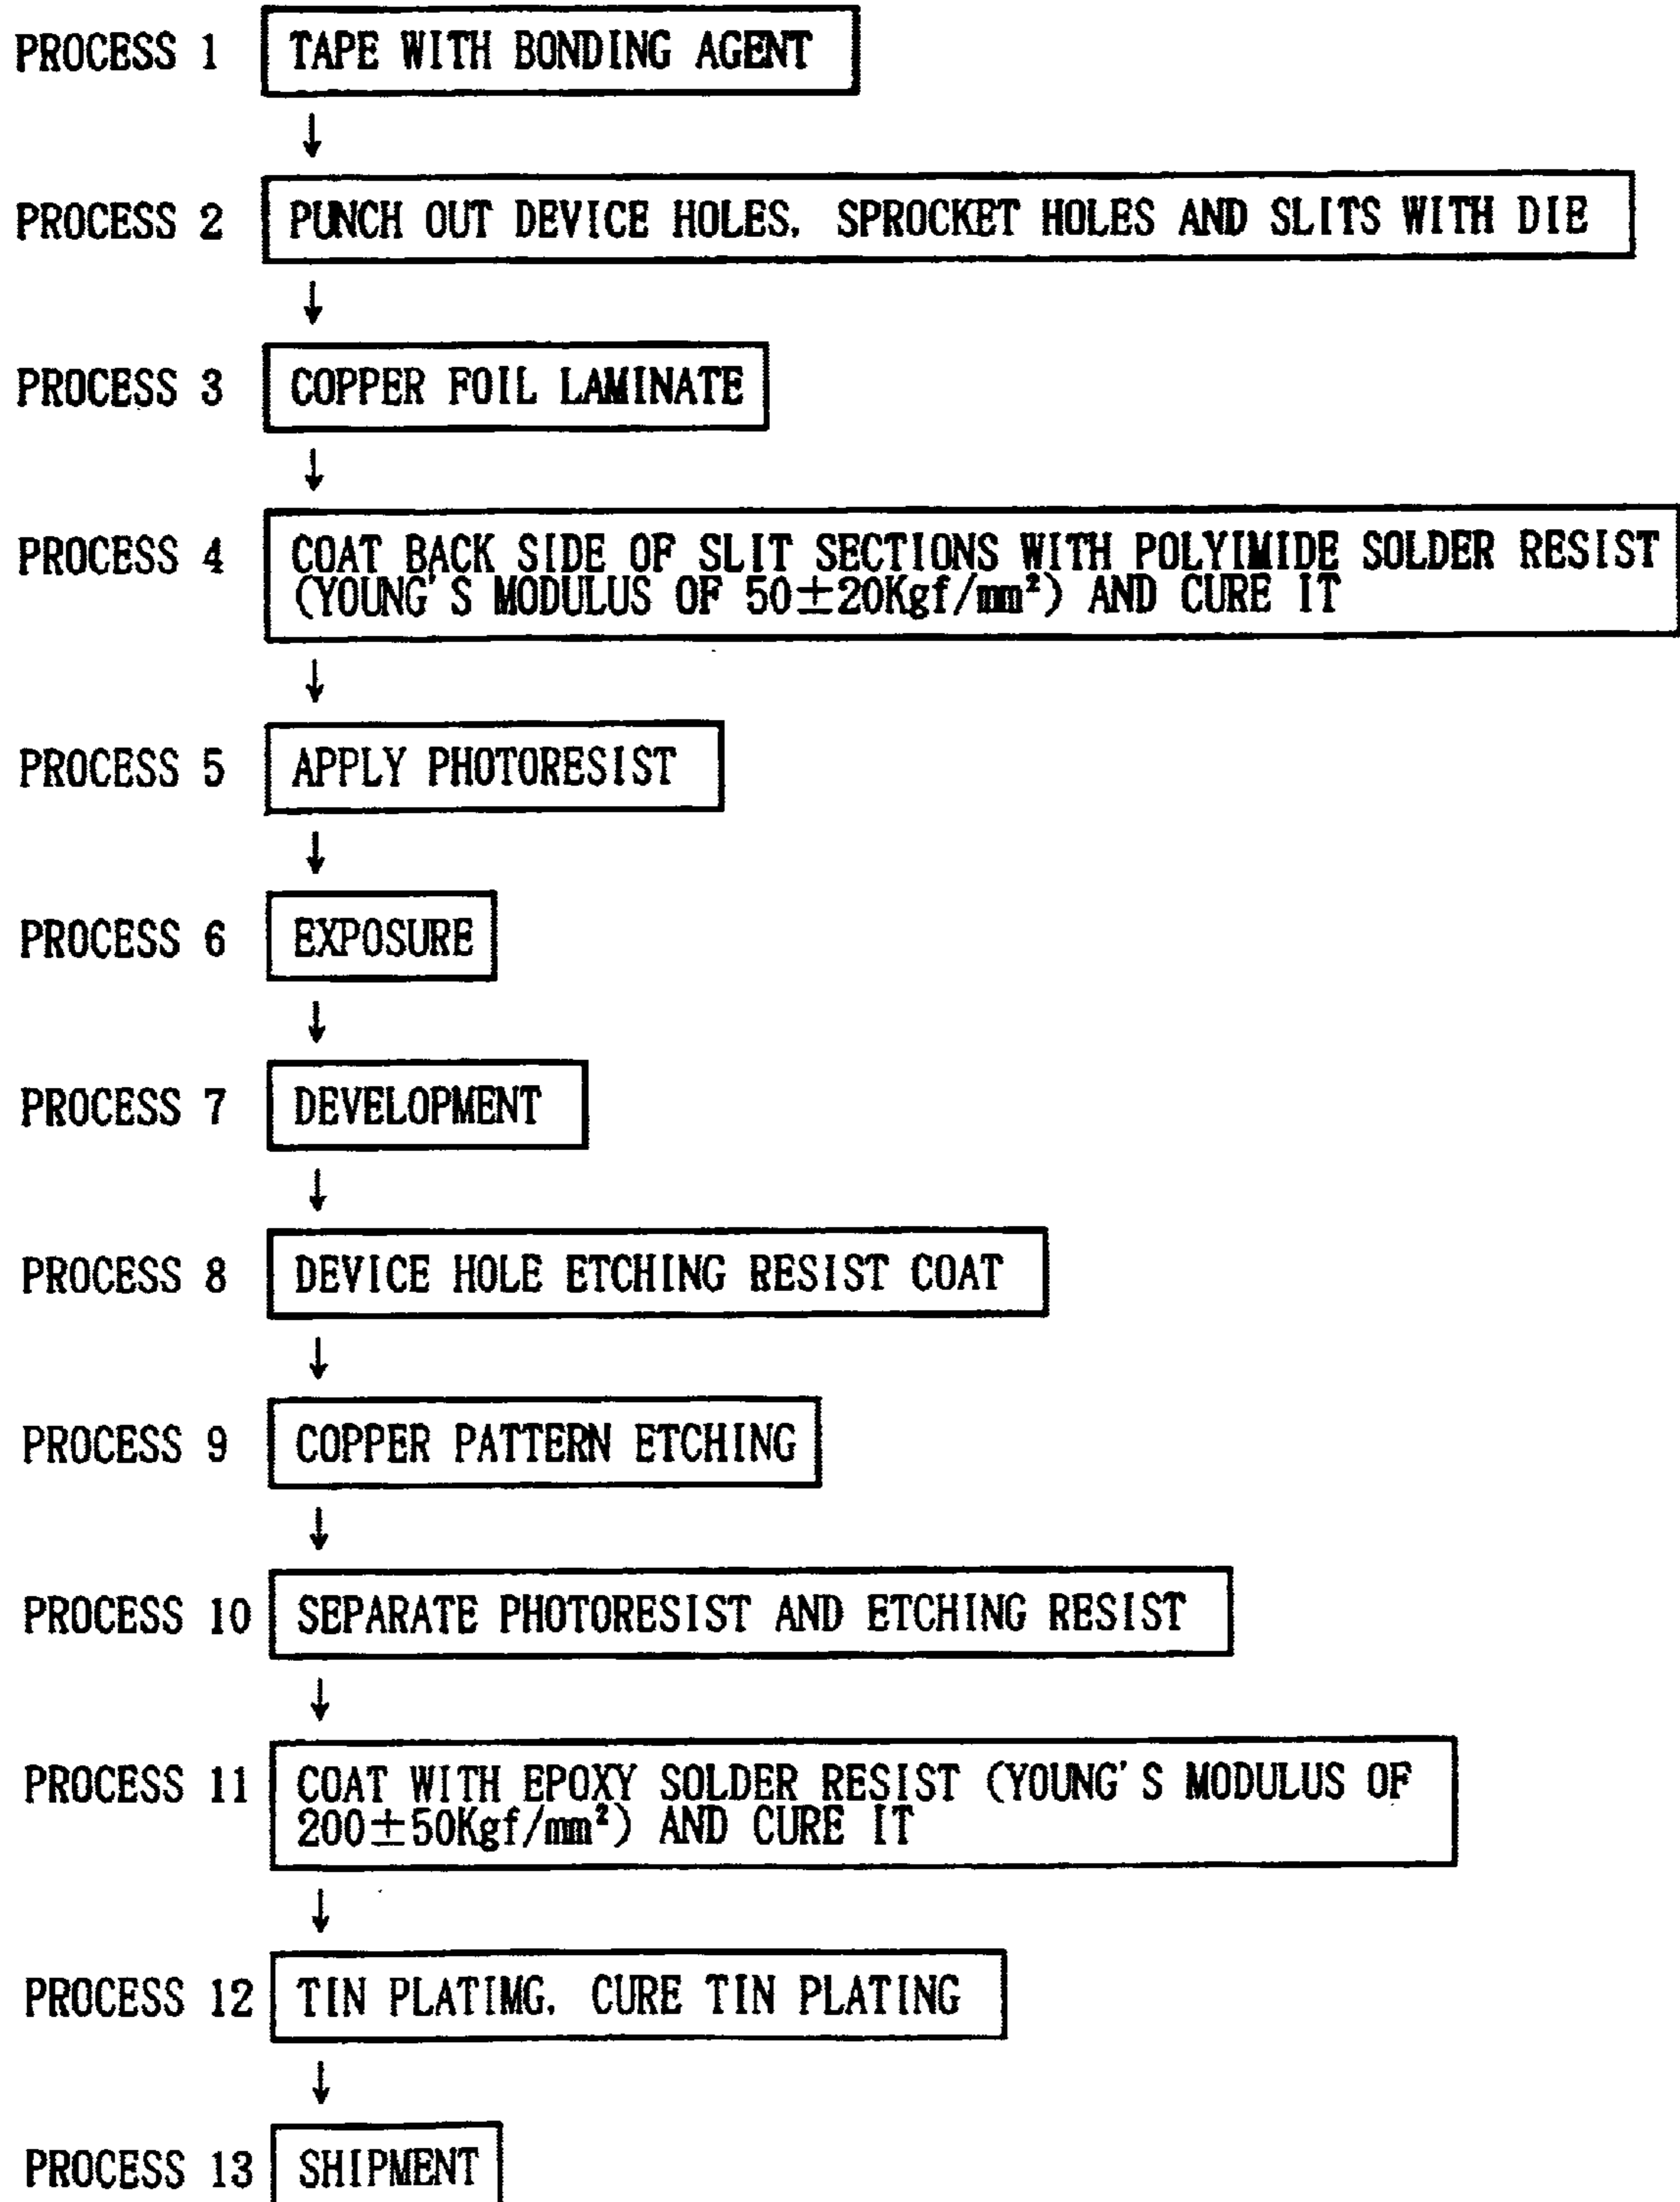 PROCESS 1 TAPE WITH BONDING AGENT
PROCESS 2 PUNCH OUT DEVICE HOLES. SPROCKET HOLES AND SLITS WITH DIE
PROCESS 3 COPPER FOIL LAMINATE
PROCESS 4 COAT BACK SIDE OF SLIT SECTIONS WITH POLYIMIDE SOLDER RESIST
(YOUNG'S MODULUS OF 50±20Kgf/mm²) AND CURE IT
PROCESS 5 APPLY PHOTORESIST
PROCESS 6 EXPOSURE
PROCESS 7 DEVELOPMENT
PROCESS 8 DEVICE HOLE ETCHING RESIST COAT
PROCESS 9 COPPER PATTERN ETCHING
PROCESS 10 SEPARATE PHOTORESIST AND ETCHING RESIST
PROCESS 11 COAT WITH EPOXY SOLDER RESIST (YOUNG'S MODULUS OF
200±50Kgf/mm²) AND CURE IT
PROCESS 12 TIN PLATIMG. CURE TIN PLATING
PROCESS 13 SHIPMENT